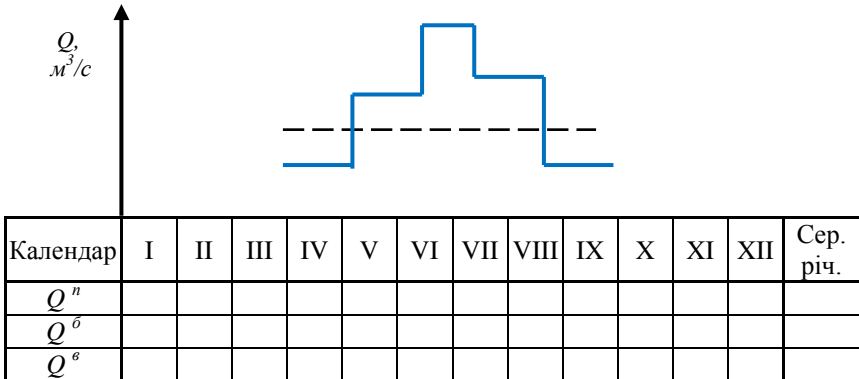 Q,
м³/с
Календар I II III IV V VI VII VIII IX X XI XII Сер. річ.
Q п
Q б
Q в